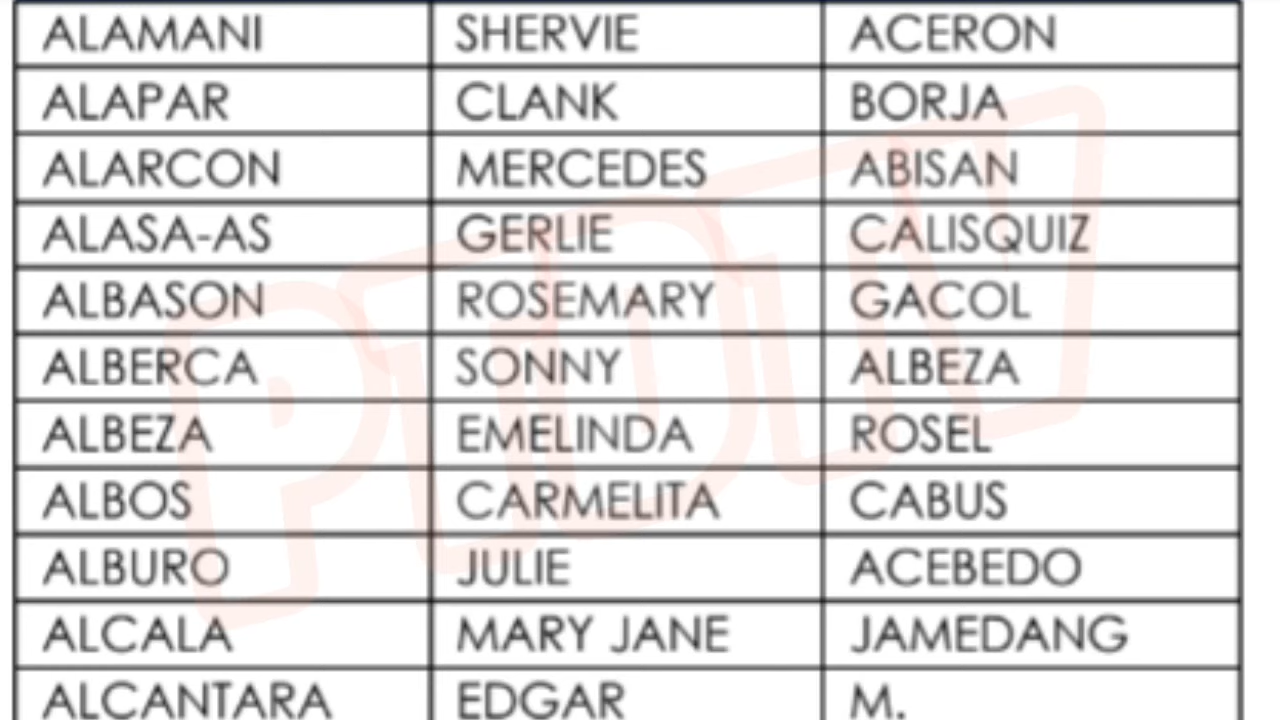 ALAMANI SHERVIE ACERON
ALAPAR CLANK BORJA
ALARCON MERCEDES ABISAN
ALASA-AS GERLIE CALISQUIZ
ALBASON ROSEMARY GACOL
ALBERCA SONNY ALBEZA
ALBEZA EMELINDA ROSEL
ALBOS CARMELITA CABUS
ALBURO JULIE ACEBEDO
ALCALA MARY JANE JAMEDANG
ALCANTARA EDGAR M.